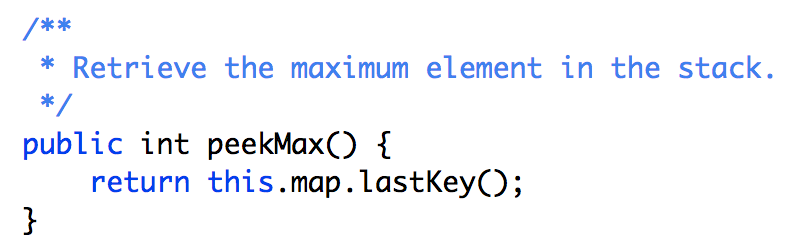 /**
 * Retrieve the maximum element in the stack.
 */
public int peekMax() {
    return this.map.lastKey();
}